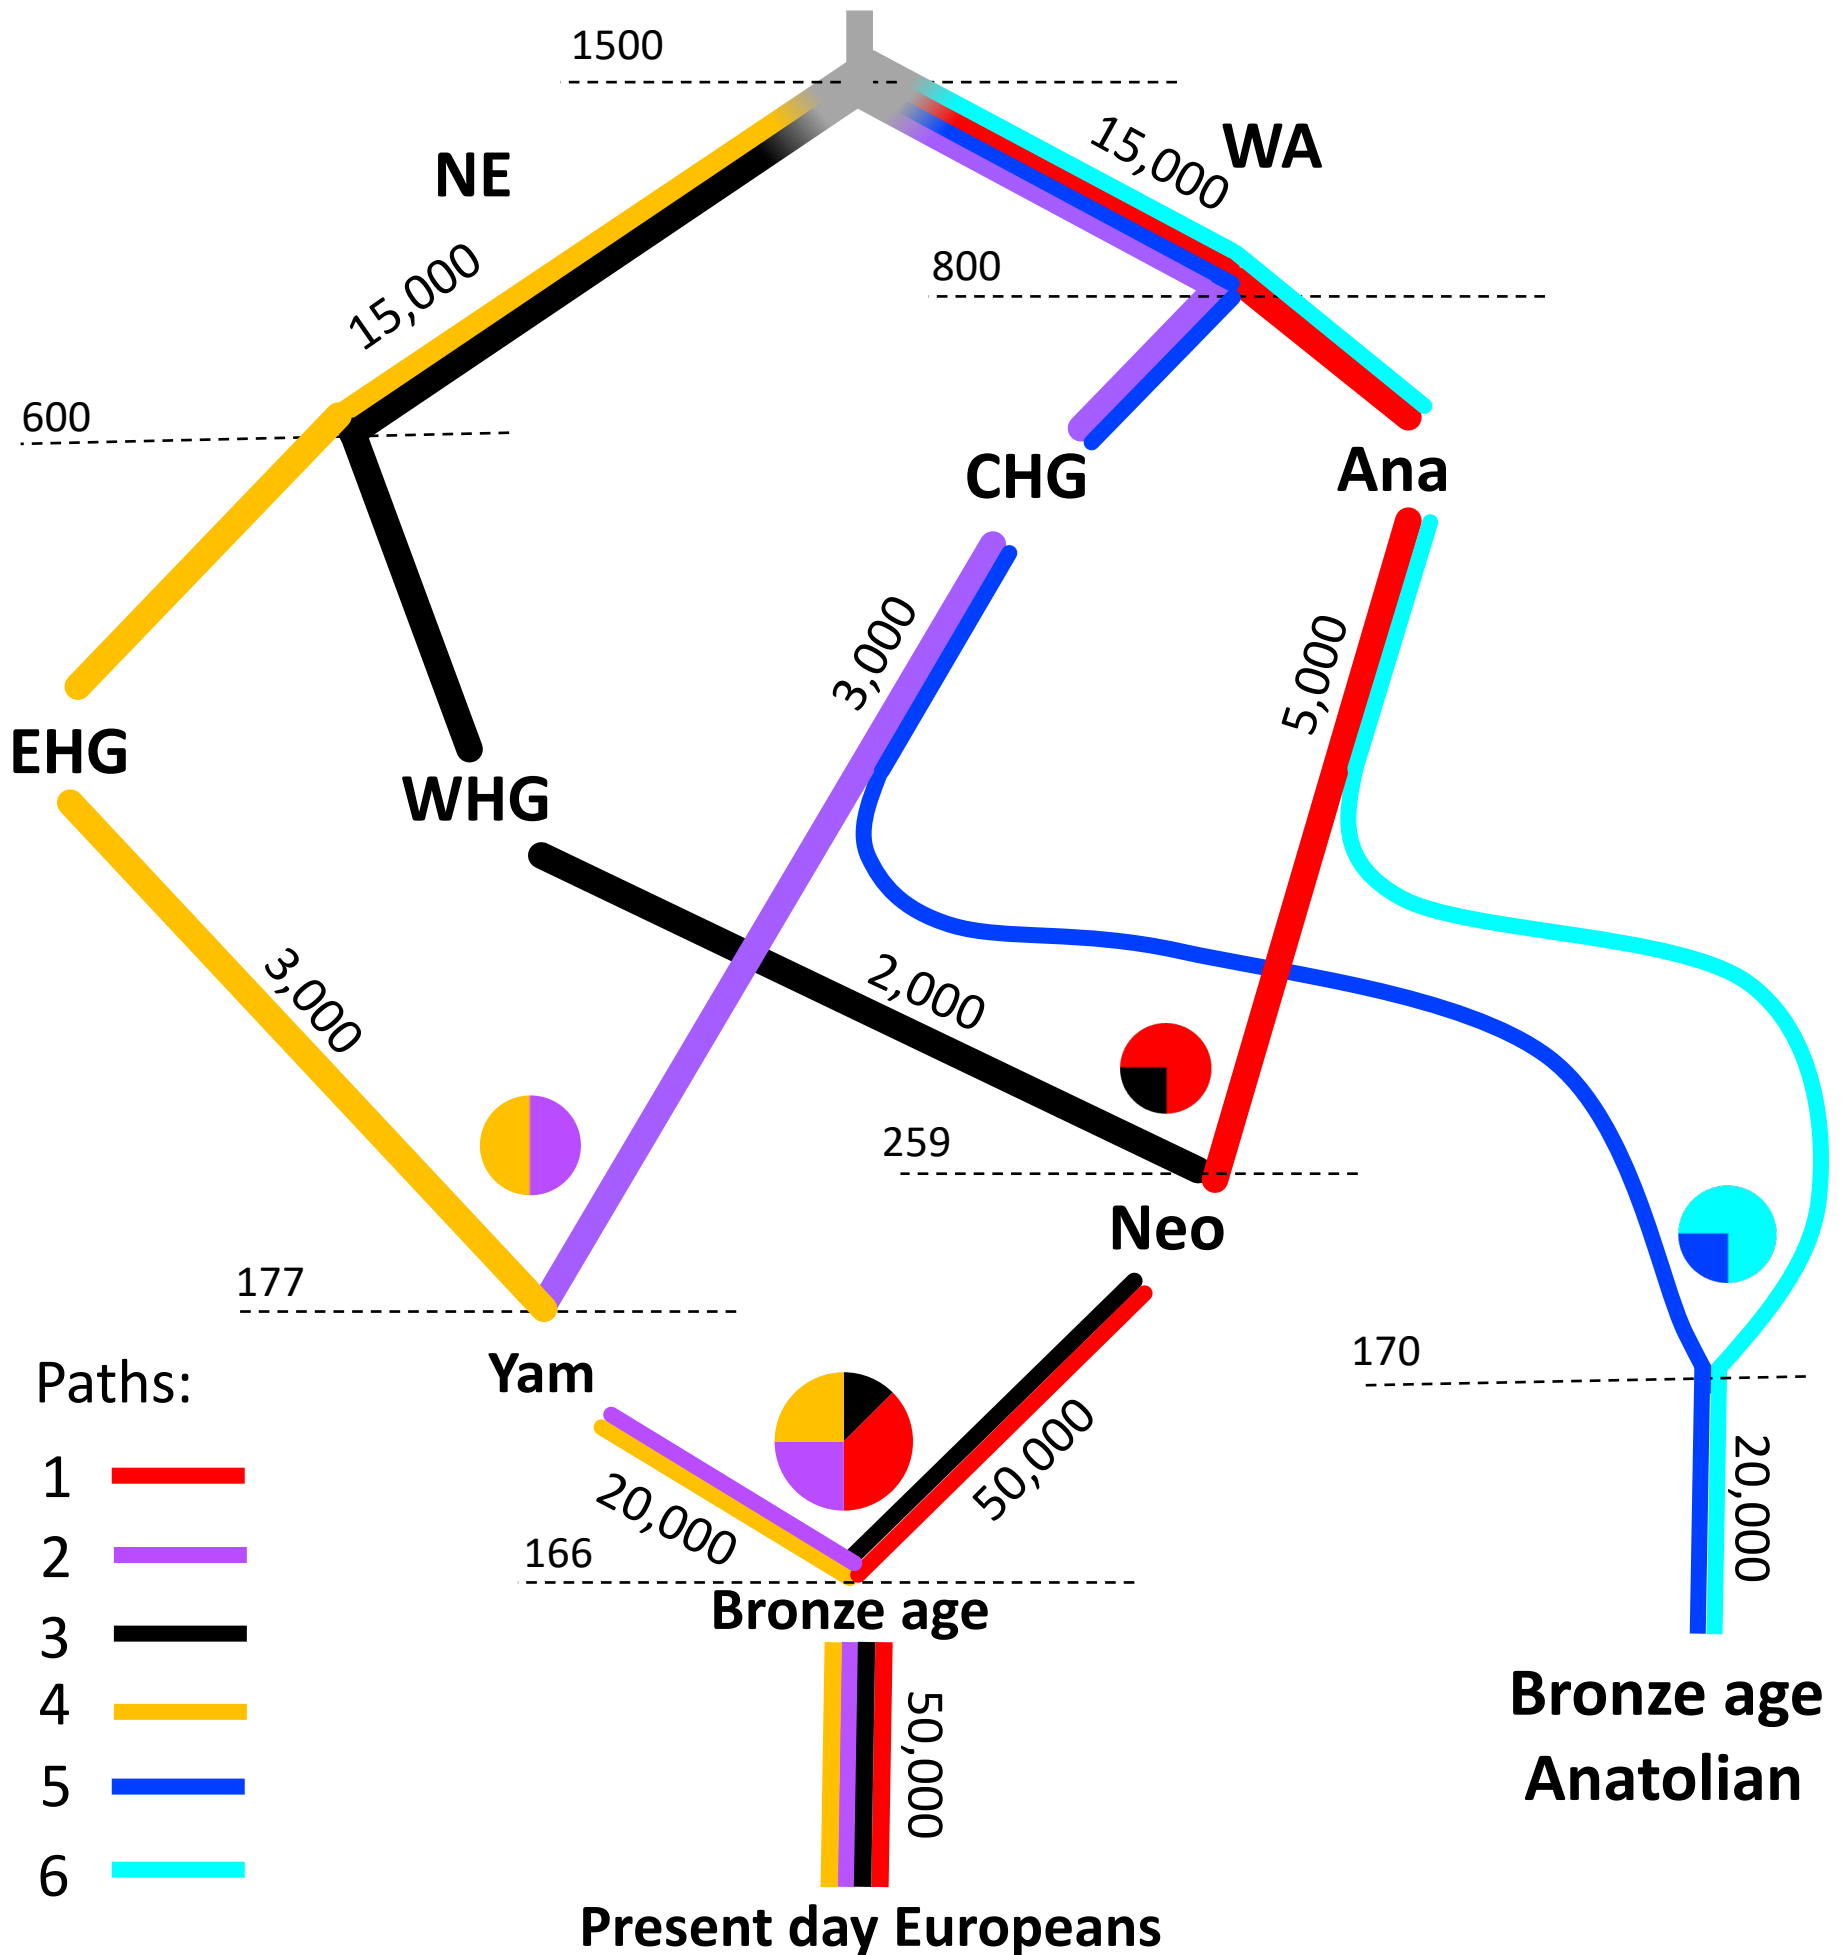 1500
WA
15,000
NE
15,000
800
600
CHG
Ana
3,000
5,000
EHG
WHG
3,000
2,000
259
Neo
177
Yam
170
Paths:
1
2
3
4
5
6
20,000
50,000
166
Bronze age
20,000
50,000
Bronze age
Anatolian
Present day Europeans